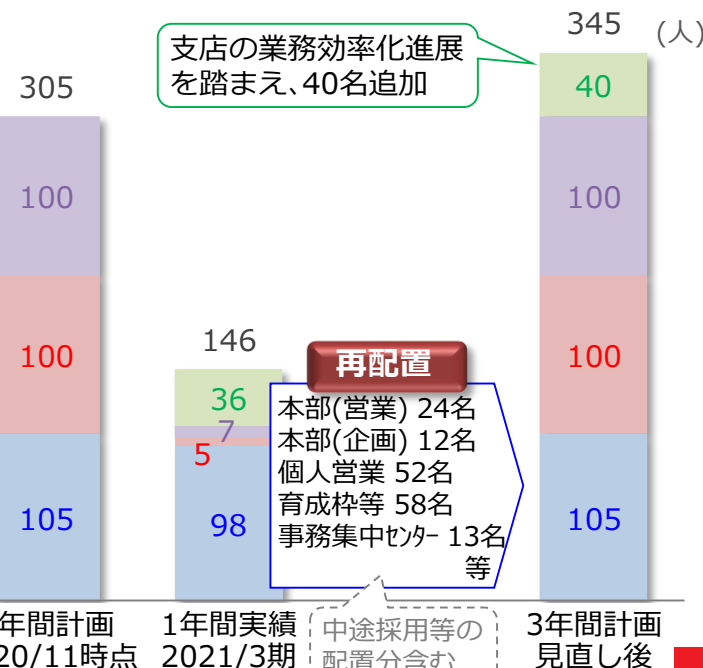 345
(人)
支店の業務効率化進展
を踏まえ、40名追加
305
40
100
100
146
再配置
100
36
7
5
100
本部(営業) 24名
本部(企画) 12名
個人営業 52名
育成枠等 58名
事務集中センター 13名
等
105
98
105
年間計画
20/11時点
1年間実績
2021/3期
中途採用等の
配置分含む
3年間計画
見直し後